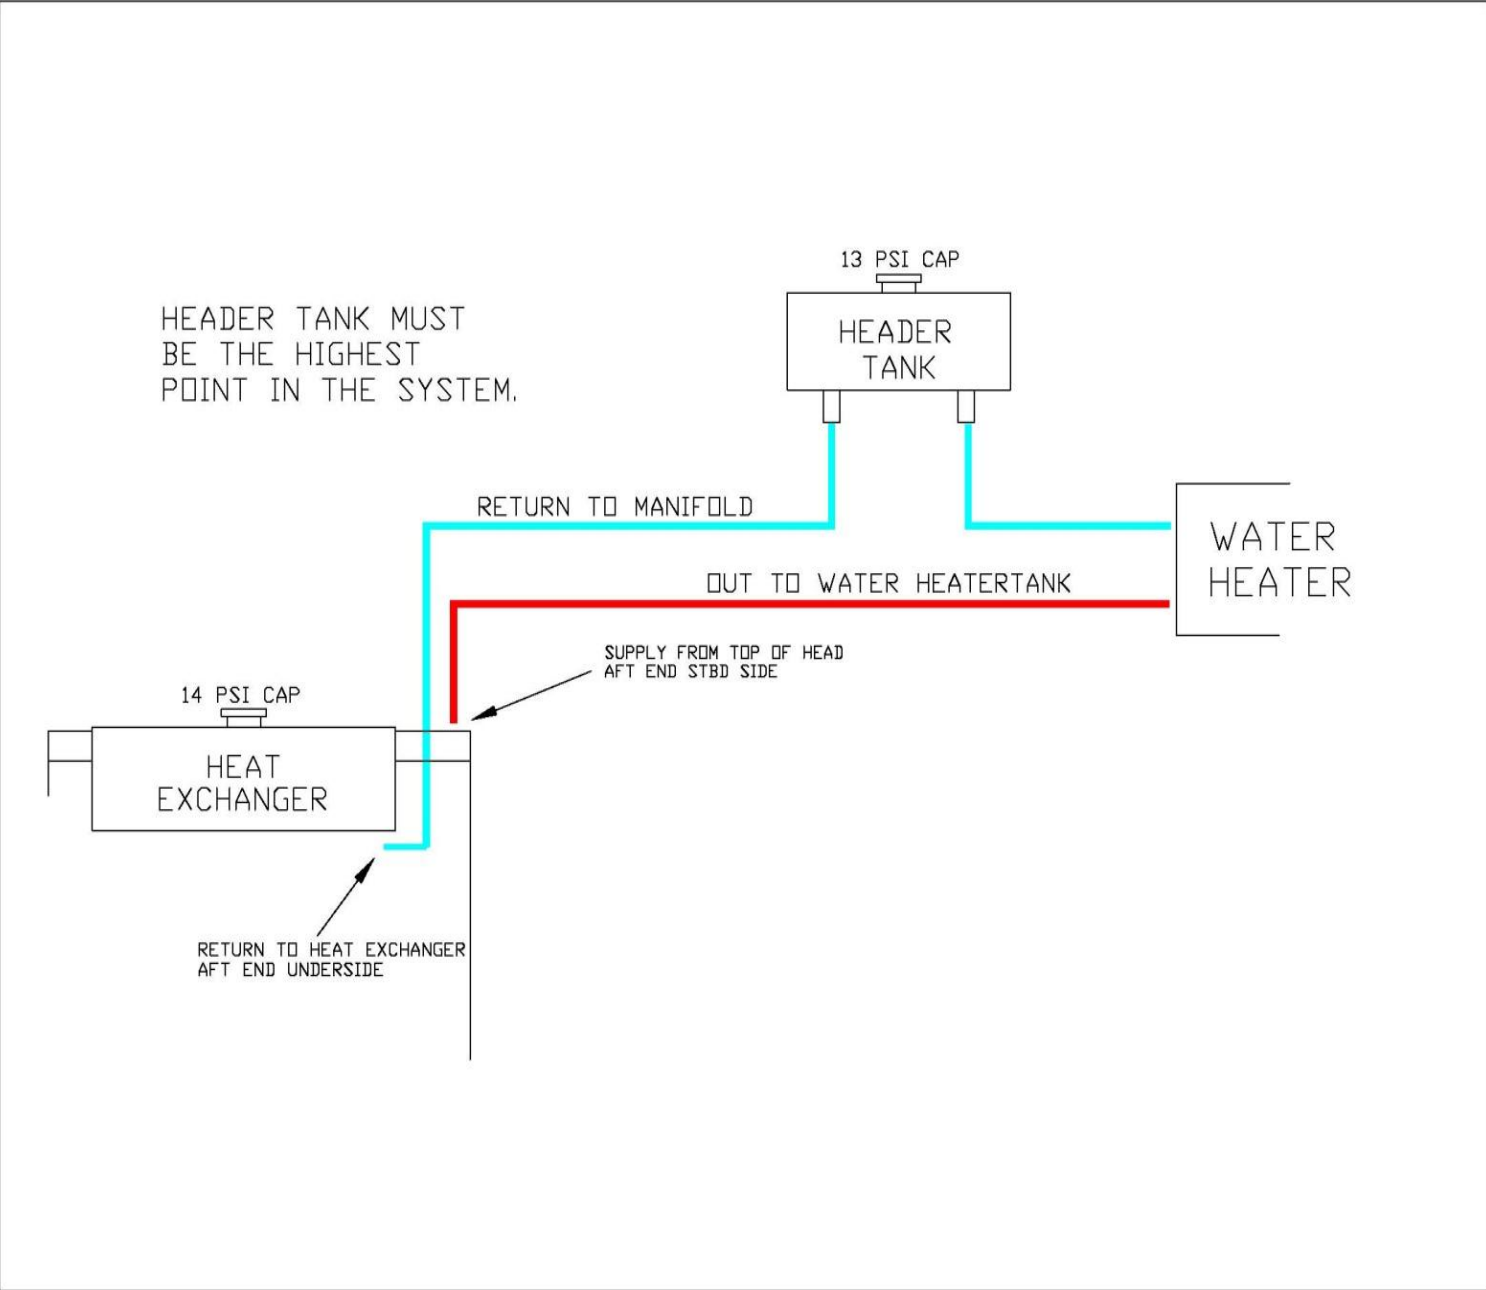 13 PSI CAP
HEADER TANK MUST
BE THE HIGHEST
POINT IN THE SYSTEM.
HEADER
TANK
RETURN TO MANIFOLD
WATER
HEATER
OUT TO WATER HEATERTANK
SUPPLY FROM TOP OF HEAD
AFT END STBD SIDE
14 PSI CAP
HEAT
EXCHANGER
RETURN TO HEAT EXCHANGER
AFT END UNDERSIDE